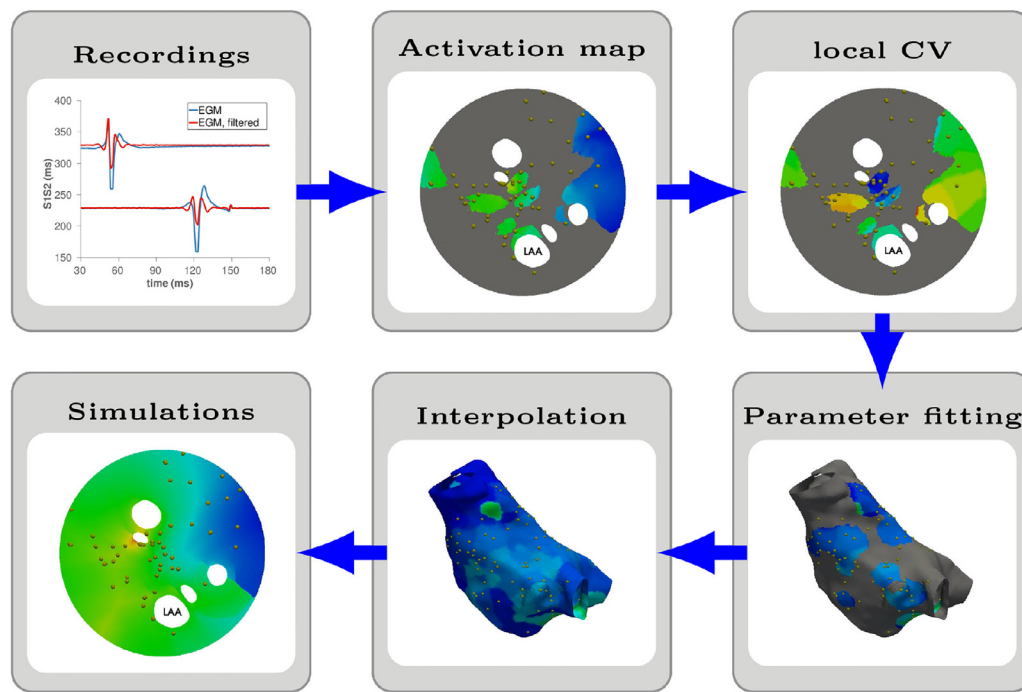 Recordings
400
350
300
250
200
150
S1S2 (ms)
EGM
EGM, filtered
30 60 90 120 150 180
time (ms)
Activation map
LAA
local CV
LAA
Simulations
LAA
Interpolation
Parameter fitting